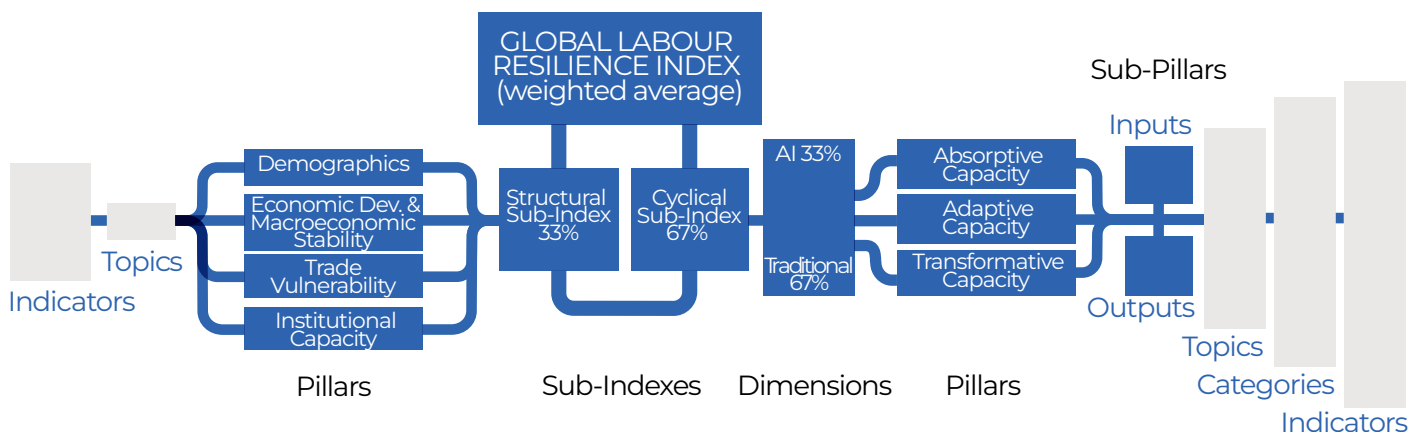 GLOBAL LABOUR
RESILIENCE INDEX
(weighted average)
Indicators
Topics
Demographics
Economic Dev. &
Macroeconomic
Stability
Trade
Vulnerability
Institutional
Capacity
Pillars
Structural
Sub-Index
33%
Cyclical
Sub-Index
67%
Sub-Indexes
AI 33%
Traditional
67%
Dimensions
Absorptive
Capacity
Adaptive
Capacity
Transformative
Capacity
Pillars
Sub-Pillars
Inputs
Outputs
Topics
Categories
Indicators